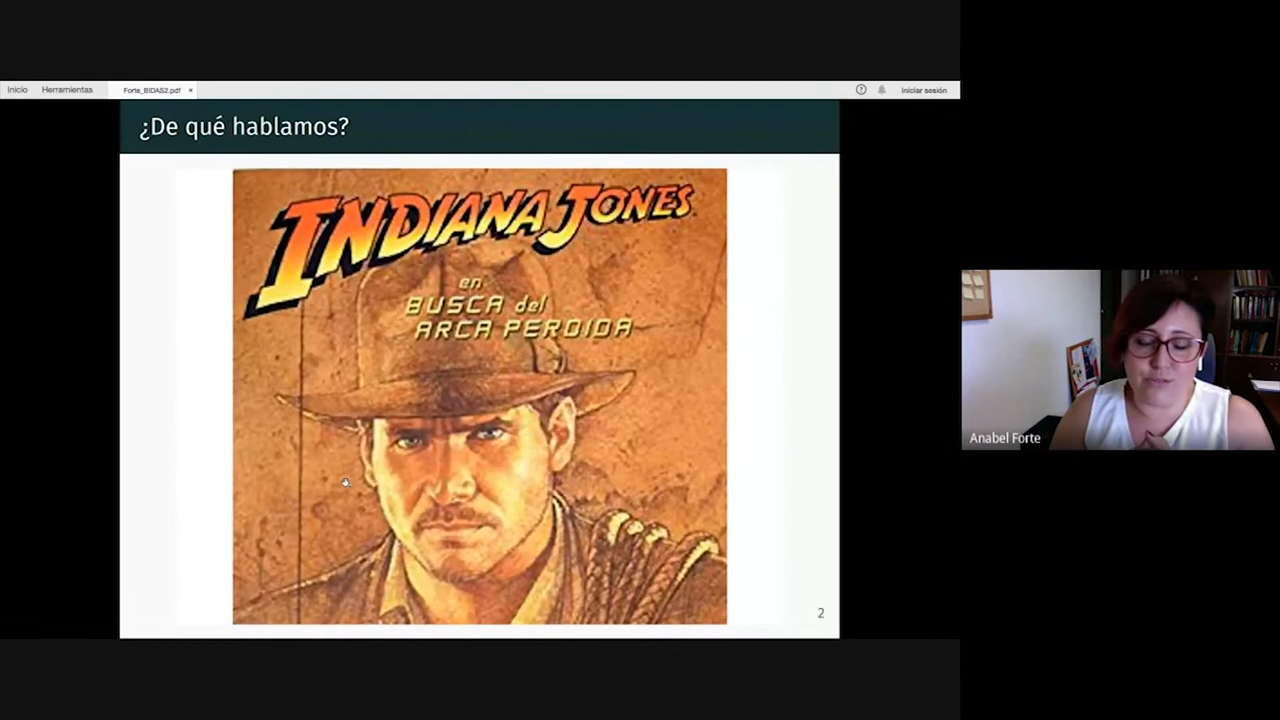 Inicio Herramientas Forte_BIDAS2.pdf × Iniciar sesión
¿De qué hablamos?
INDIANA JONES
en
BUSCA del
ARCA PERDIDA
2
Anabel Forte